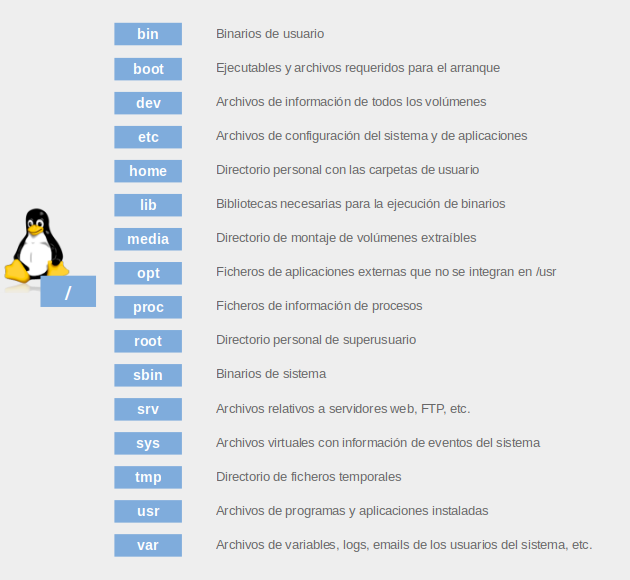 bin Binarios de usuario
boot Ejecutables y archivos requeridos para el arranque
dev Archivos de información de todos los volúmenes
etc Archivos de configuración del sistema y de aplicaciones
home Directorio personal con las carpetas de usuario
lib Bibliotecas necesarias para la ejecución de binarios
media Directorio de montaje de volúmenes extraíbles
opt Ficheros de aplicaciones externas que no se integran en /usr
/
proc Ficheros de información de procesos
root Directorio personal de superusuario
sbin Binarios de sistema
srv Archivos relativos a servidores web, FTP, etc.
sys Archivos virtuales con información de eventos del sistema
tmp Directorio de ficheros temporales
usr Archivos de programas y aplicaciones instaladas
var Archivos de variables, logs, emails de los usuarios del sistema, etc.